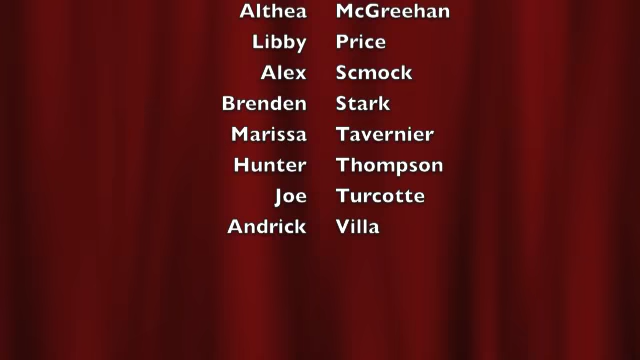 Althea McGreehan
Libby Price
Alex Scmock
Brenden Stark
Marissa Tavernier
Hunter Thompson
Joe Turcotte
Andrick Villa